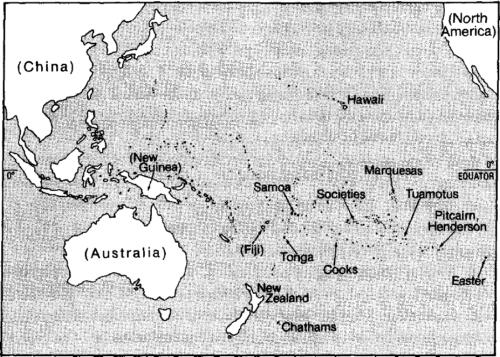 (North
America)
(China)
Hawaii
(New
Guinea)
Marquesas
0°
0°
EQUATOR
Samoa
Societies
Tuamotus
Pitcairn,
Henderson
(Australia)
(Fiji)
Tonga
Cooks
Easter
New
Zealand
Chathams